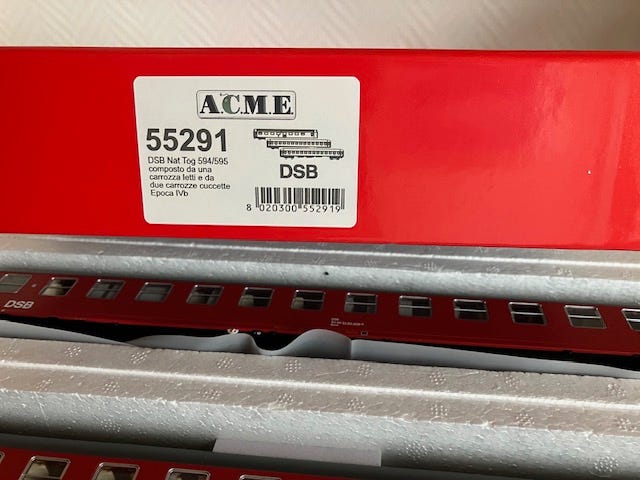 A.C.M.E.
55291
DSB Nat Tog 594/595
composto da una
carrozza letti e da
due carrozze cuccette
Epoca IVb
DSB
8 020300 552919
DSB